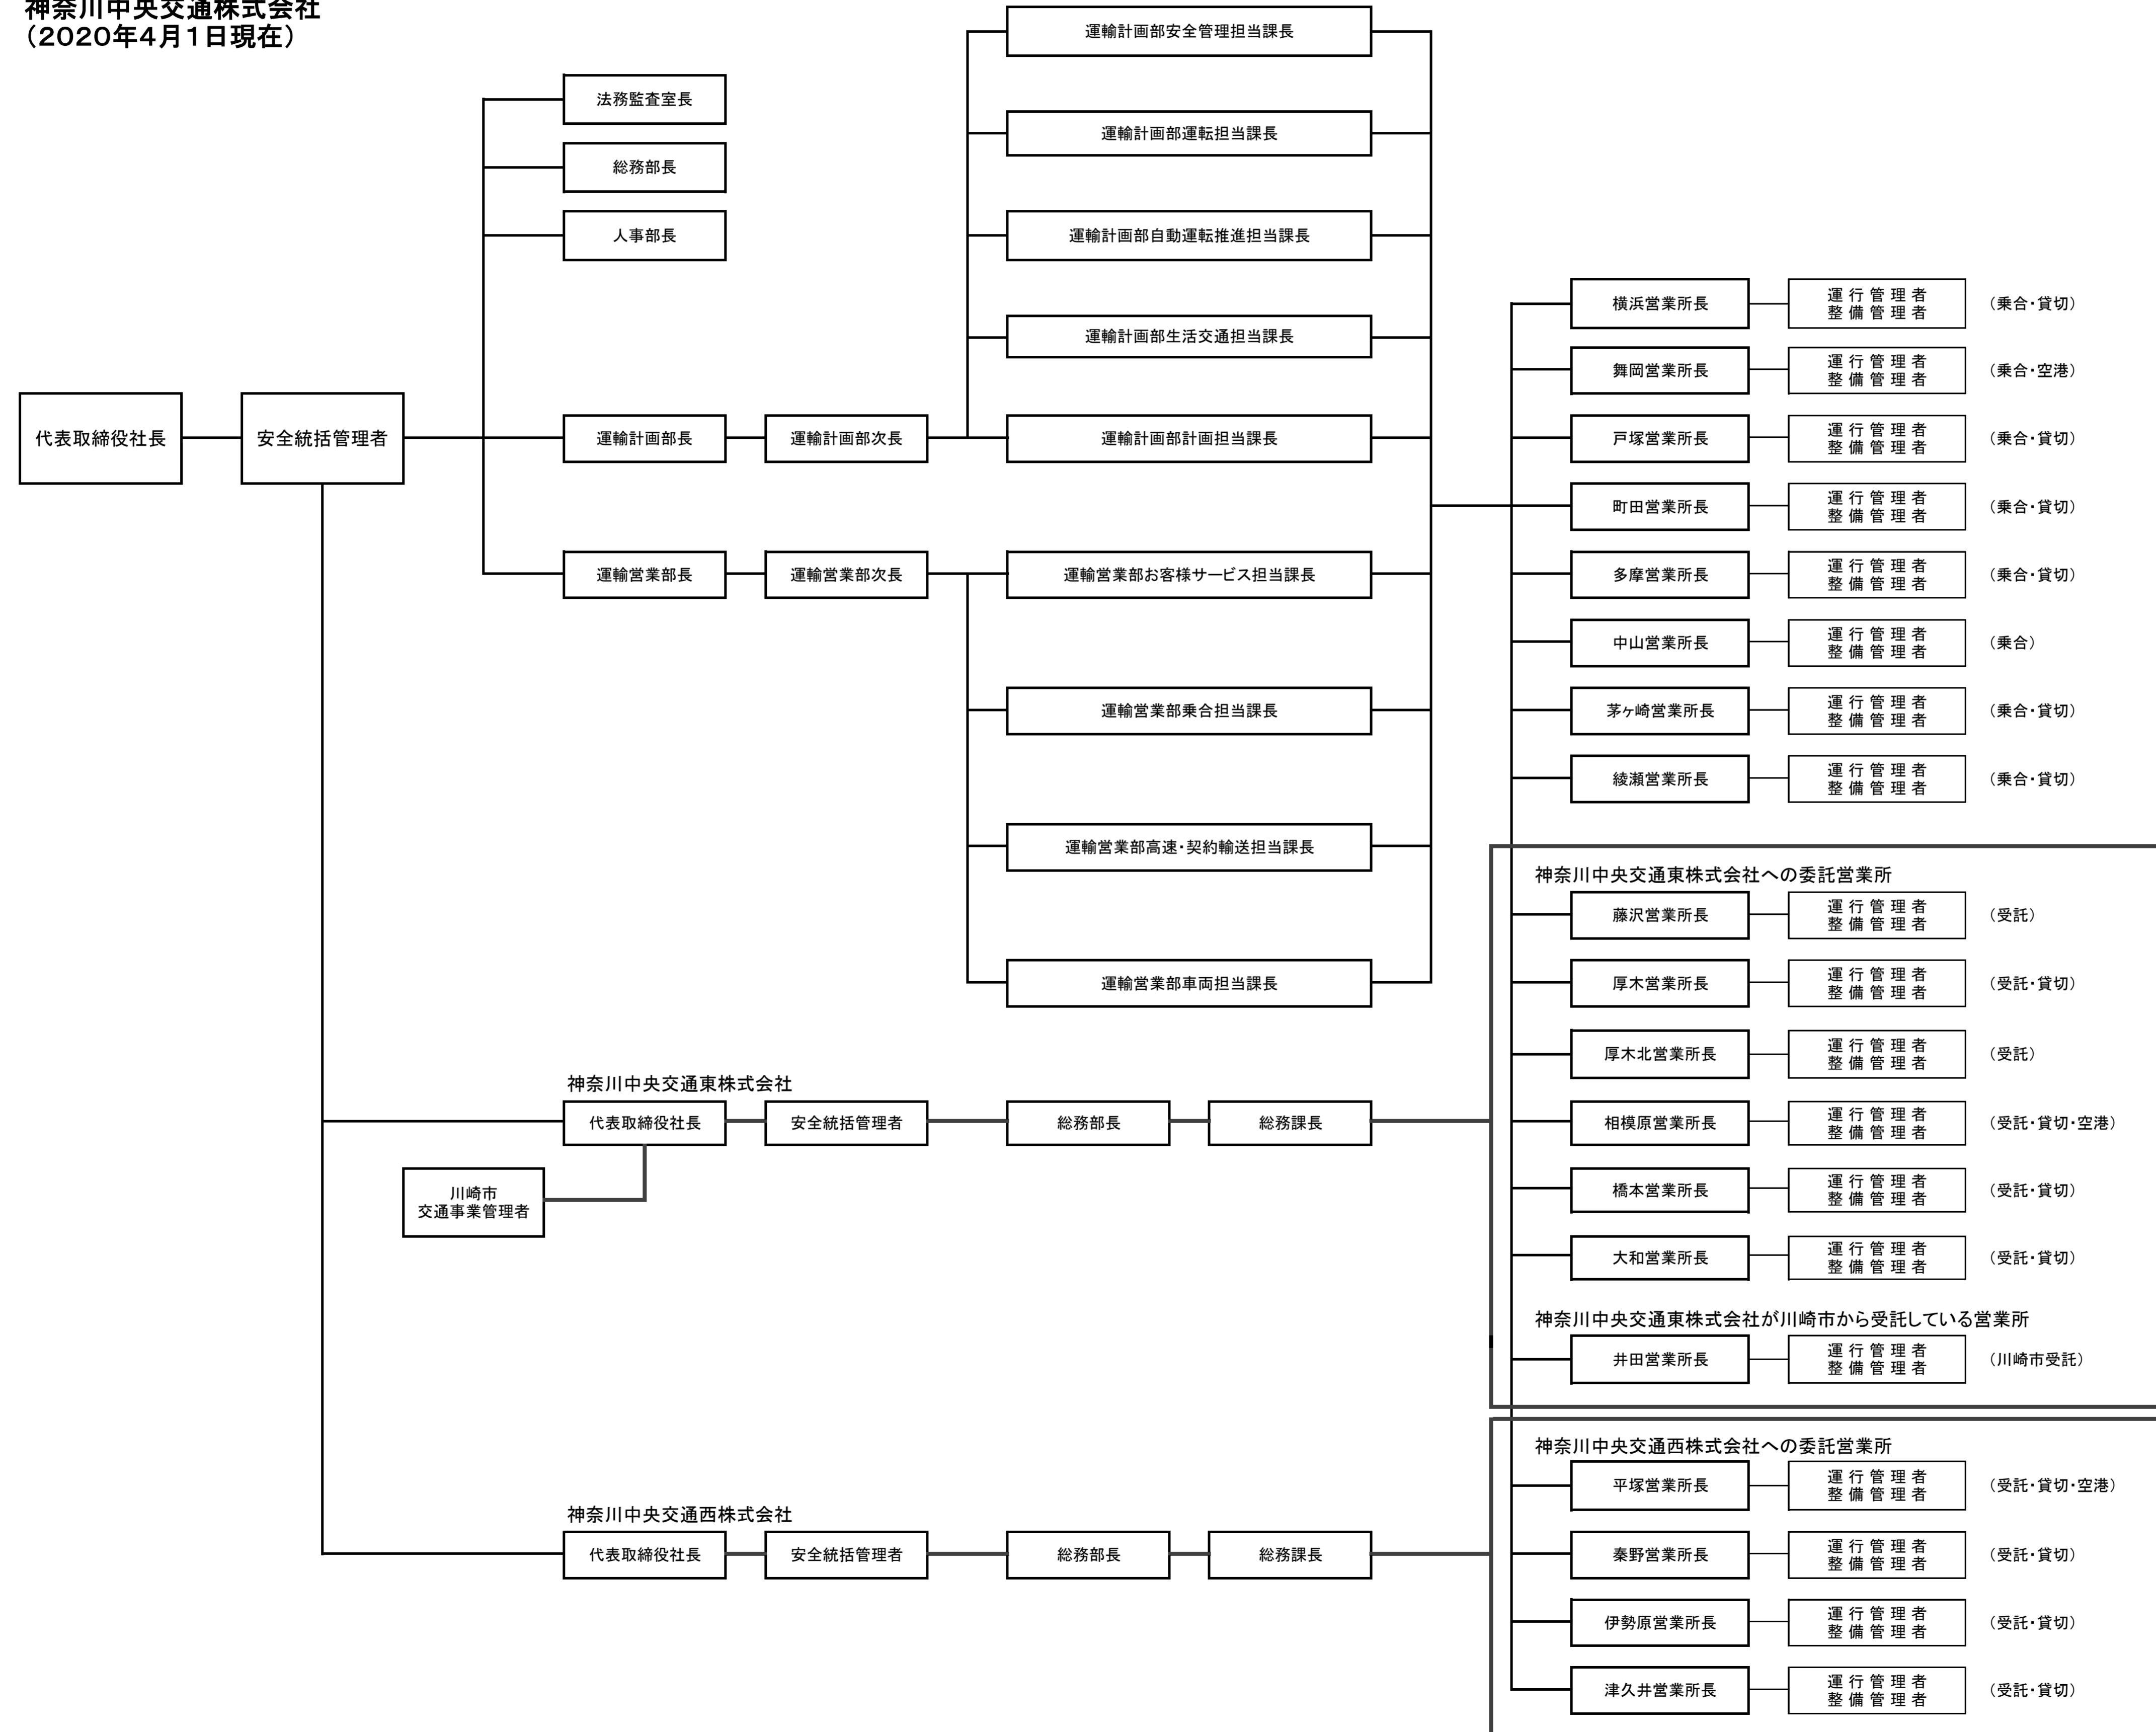 神奈川中央交通株式会社
（2020年4月1日現在）
代表取締役社長
安全統括管理者
法務監査室長
総務部長
人事部長
運輸計画部長
運輸計画部次長
運輸営業部長
運輸営業部次長
運輸計画部安全管理担当課長
運輸計画部運転担当課長
運輸計画部自動運転推進担当課長
運輸計画部生活交通担当課長
運輸計画部計画担当課長
運輸営業部お客様サービス担当課長
運輸営業部乗合担当課長
運輸営業部高速・契約輸送担当課長
運輸営業部車両担当課長
横浜営業所長
運行管理者
整備管理者
（乗合・貸切）
舞岡営業所長
運行管理者
整備管理者
（乗合・空港）
戸塚営業所長
運行管理者
整備管理者
（乗合・貸切）
町田営業所長
運行管理者
整備管理者
（乗合・貸切）
多摩営業所長
運行管理者
整備管理者
（乗合・貸切）
中山営業所長
運行管理者
整備管理者
（乗合）
茅ヶ崎営業所長
運行管理者
整備管理者
（乗合・貸切）
綾瀬営業所長
運行管理者
整備管理者
（乗合・貸切）
神奈川中央交通東株式会社への委託営業所
藤沢営業所長
運行管理者
整備管理者
（受託）
厚木営業所長
運行管理者
整備管理者
（受託・貸切）
厚木北営業所長
運行管理者
整備管理者
（受託）
神奈川中央交通東株式会社
代表取締役社長
安全統括管理者
総務部長
総務課長
川崎市
交通事業管理者
相模原営業所長
運行管理者
整備管理者
（受託・貸切・空港）
橋本営業所長
運行管理者
整備管理者
（受託・貸切）
大和営業所長
運行管理者
整備管理者
（受託・貸切）
神奈川中央交通東株式会社が川崎市から受託している営業所
井田営業所長
運行管理者
整備管理者
（川崎市受託）
神奈川中央交通西株式会社への委託営業所
平塚営業所長
運行管理者
整備管理者
（受託・貸切・空港）
神奈川中央交通西株式会社
代表取締役社長
安全統括管理者
総務部長
総務課長
秦野営業所長
運行管理者
整備管理者
（受託・貸切）
伊勢原営業所長
運行管理者
整備管理者
（受託・貸切）
津久井営業所長
運行管理者
整備管理者
（受託・貸切）